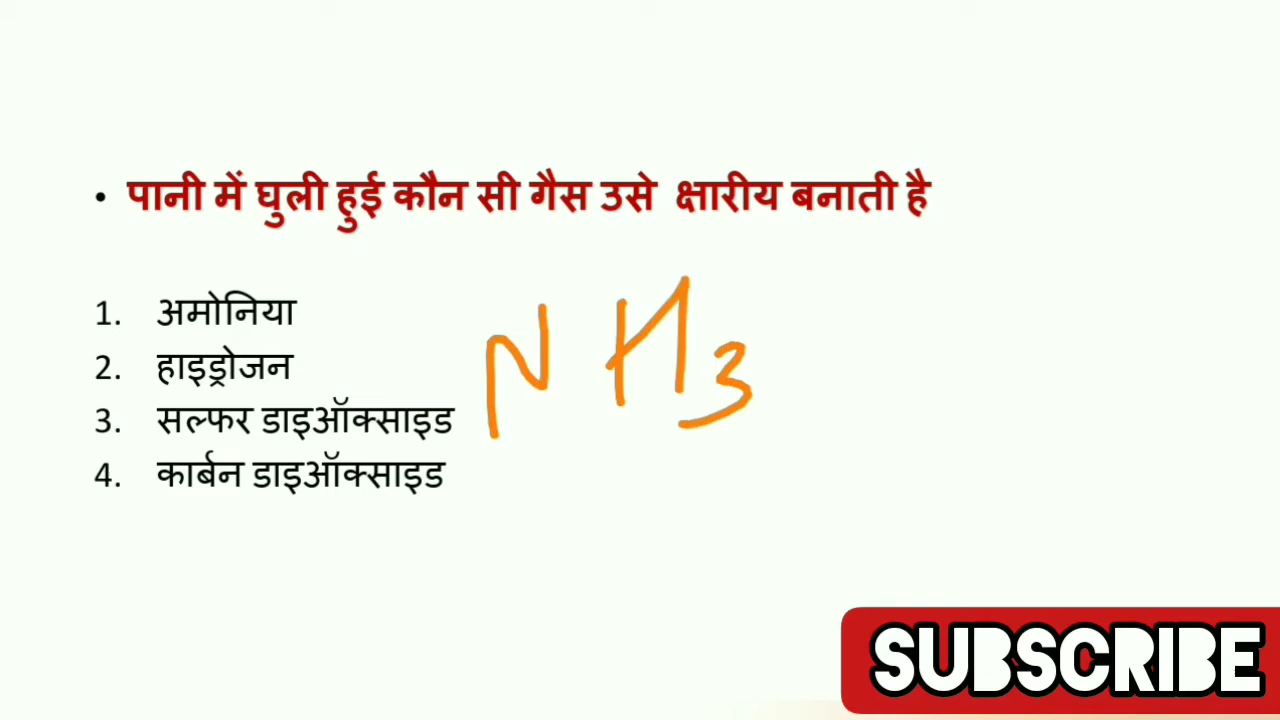 • पानी में घुली हुई कौन सी गैस उसे क्षारीय बनाती है
1. अमोनिया
2. हाइड्रोजन
3. सल्फर डाइऑक्साइड
4. कार्बन डाइऑक्साइड
NH3
SUBSCRIBE